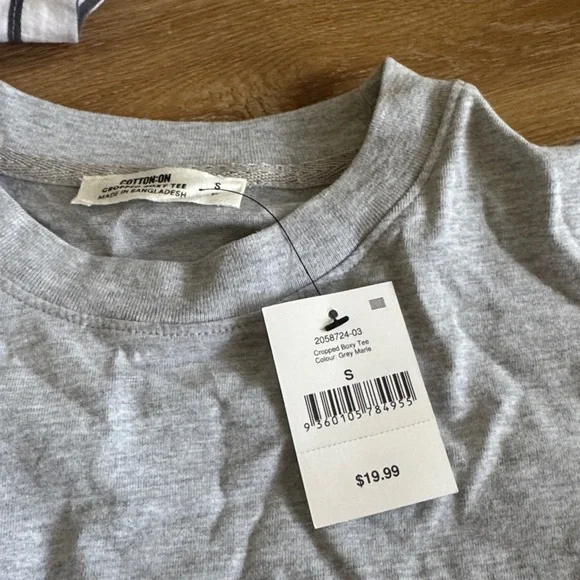 COTTON:ON
CROPPED BOXY TEE
MADE IN BANGLADESH
S
2058724-03
Cropped Boxy Tee
Colour: Grey Marle
S
9 360105 784955
$19.99